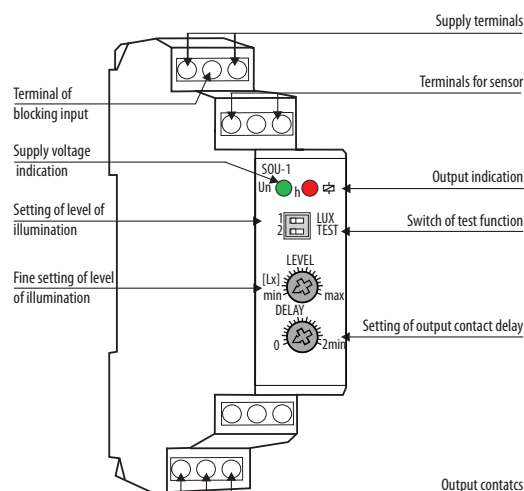 Supply terminals
Terminals for sensor
Terminal of
blocking input
Supply voltage
indication
SOU-1
Un h
Output indication
Setting of level of
illumination
1 LUX
2 TEST
Switch of test function
LEVEL
Fine setting of level
of illumination
[Lx]
min max
DELAY
0 2min
Setting of output contact delay
Output contatcs